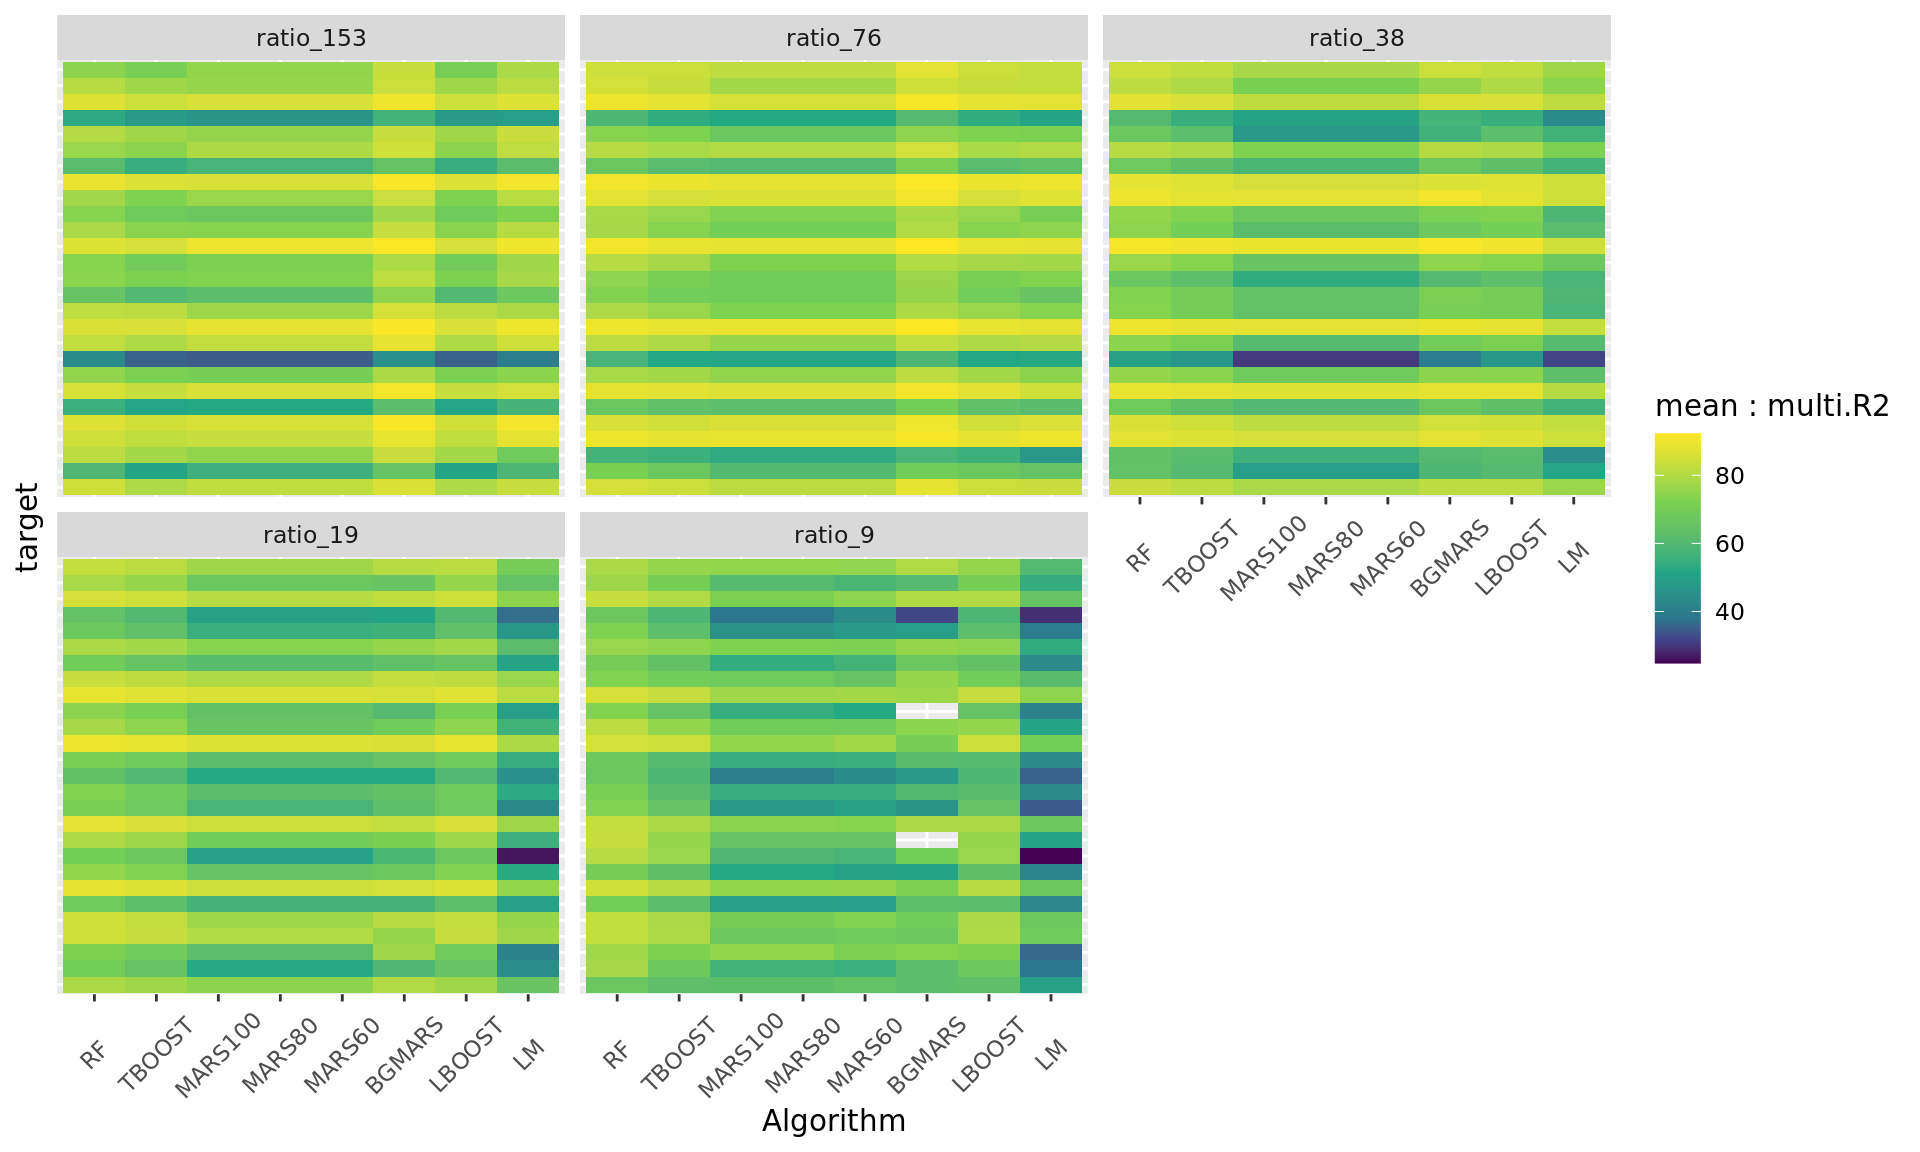 ratio_153
ratio_76
ratio_38
target
mean : multi.R2
80
60
40
RF
TBOOST
MARS100
MARS80
MARS60
BGMARS
LBOOST
LM
ratio_19
ratio_9
RF
TBOOST
MARS100
MARS80
MARS60
BGMARS
LBOOST
LM
RF
TBOOST
MARS100
MARS80
MARS60
BGMARS
LBOOST
LM
Algorithm